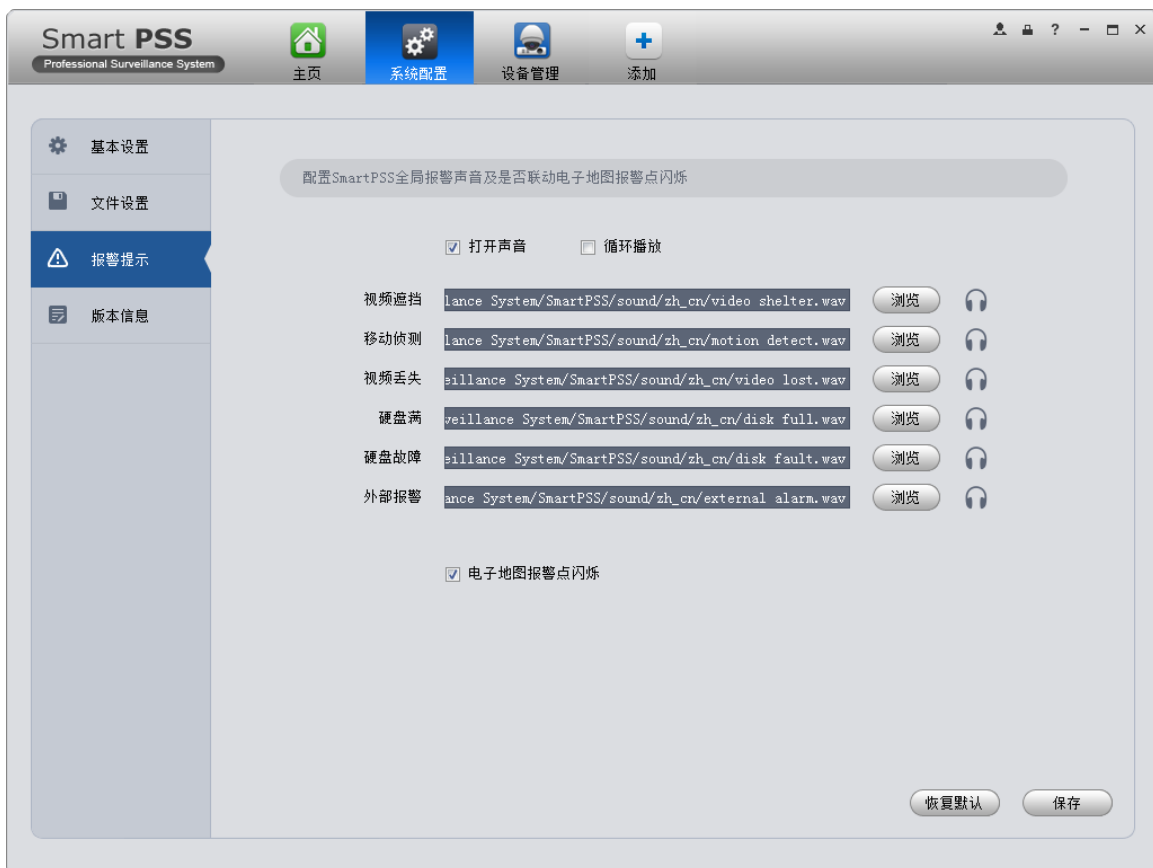 Smart PSS
Professional Surveillance System
主页
系统配置
设备管理
添加
?
基本设置
文件设置
报警提示
版本信息
配置SmartPSS全局报警声音及是否联动电子地图报警点闪烁
打开声音 循环播放
视频遮挡 lance System/SmartPSS/sound/zh_cn/video shelter.wav 浏览
移动侦测 lance System/SmartPSS/sound/zh_cn/motion detect.wav 浏览
视频丢失 eillance System/SmartPSS/sound/zh_cn/video lost.wav 浏览
硬盘满 veillance System/SmartPSS/sound/zh_cn/disk full.wav 浏览
硬盘故障 eillance System/SmartPSS/sound/zh_cn/disk fault.wav 浏览
外部报警 ance System/SmartPSS/sound/zh_cn/external alarm.wav 浏览
电子地图报警点闪烁
恢复默认 保存